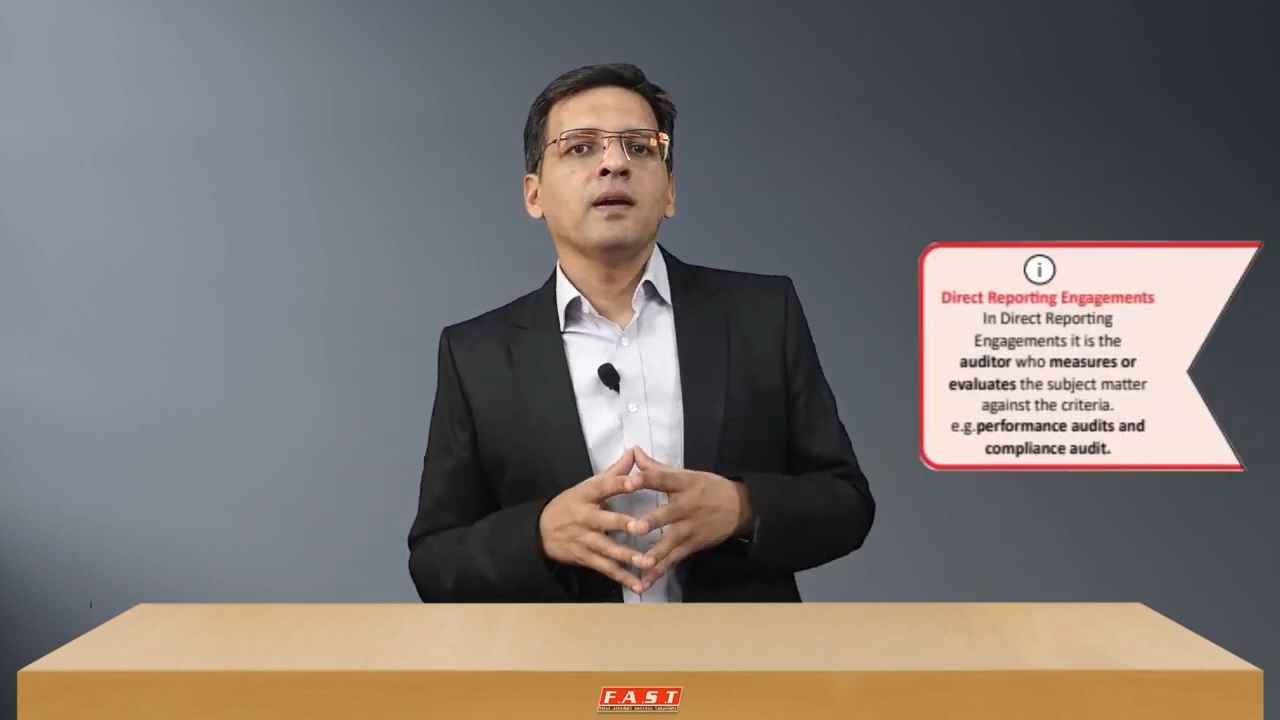 i
Direct Reporting Engagements
In Direct Reporting
Engagements it is the
auditor who measures or
evaluates the subject matter
against the criteria.
e.g.performance audits and
compliance audit.
F.A.S.T